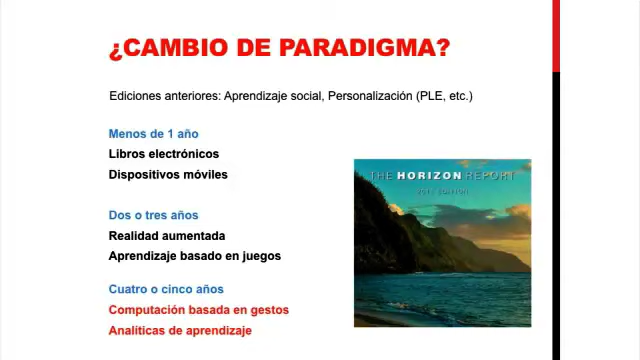 ¿CAMBIO DE PARADIGMA?
Ediciones anteriores: Aprendizaje social, Personalización (PLE, etc.)
Menos de 1 año
Libros electrónicos
Dispositivos móviles
Dos o tres años
Realidad aumentada
Aprendizaje basado en juegos
Cuatro o cinco años
Computación basada en gestos
Analíticas de aprendizaje
THE HORIZON REPORT
2011 EDITION